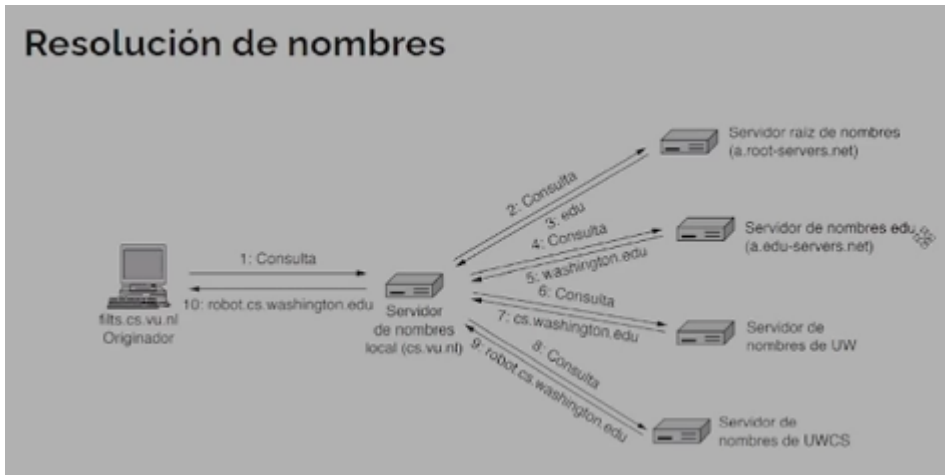 Resolución de nombres
Servidor raíz de nombres
(a.root-servers.net)
2: Consulta
3: edu
4: Consulta
5: washington.edu
Servidor de nombres edu
(a.edu-servers.net)
1: Consulta
10: robot.cs.washington.edu
6: Consulta
7: cs.washington.edu
filts.cs.vu.nl
Originador
Servidor
de nombres
local (cs.vu.nl)
Servidor de
nombres de UW
8: Consulta
9: robot.cs.washington.edu
Servidor de
nombres de UWCS